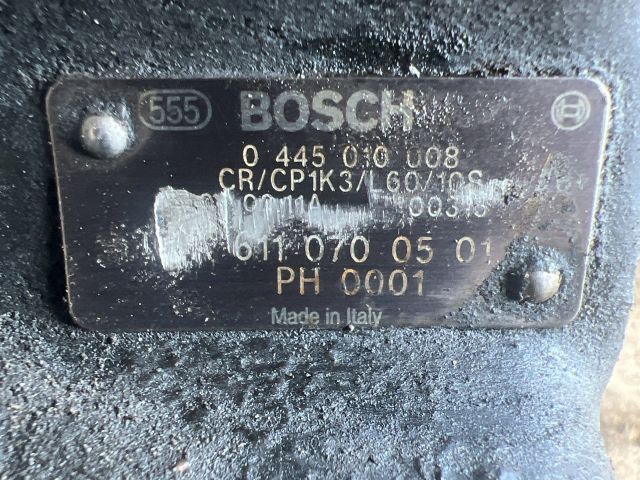 555 BOSCH
0 445 010 008
CR/CP1K3/L60/10S
00313
611 070 05 01
PH 0001
Made in Italy